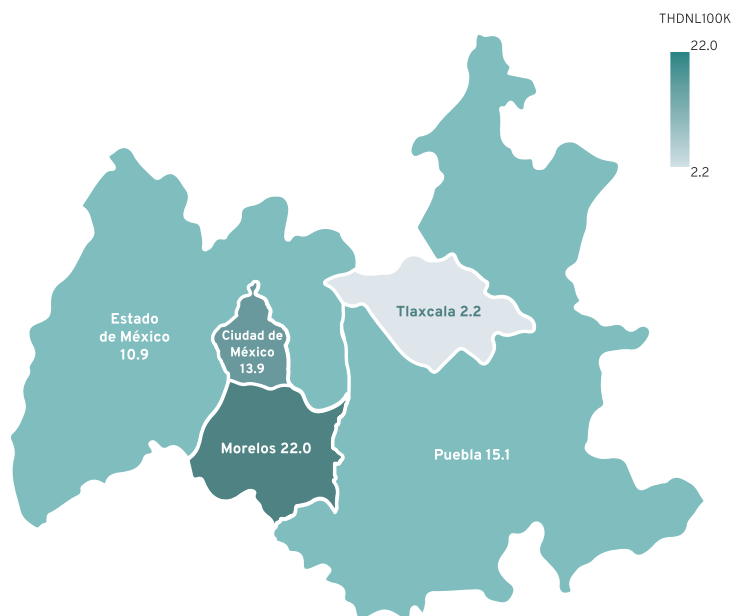 THDNL100K
22.0
2.2
Estado
de México
10.9
Ciudad de
México
13.9
Tlaxcala 2.2
Morelos 22.0
Puebla 15.1